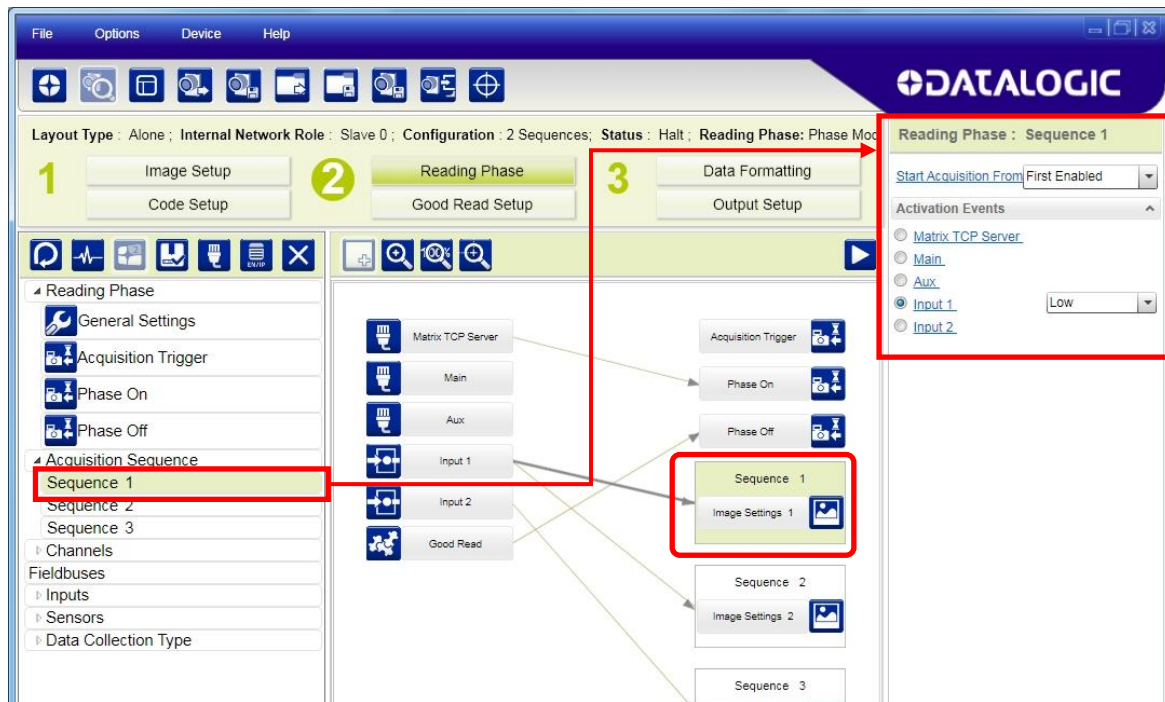 File Options Device Help
DATALOGIC
Layout Type : Alone ; Internal Network Role : Slave 0 ; Configuration : 2 Sequences; Status : Halt ; Reading Phase: Phase Mod
1 Image Setup 2 Reading Phase 3 Data Formatting
Code Setup Good Read Setup Output Setup
Reading Phase : Sequence 1
Start Acquisition From First Enabled
Activation Events
Matrix TCP Server
Main
Aux
Input 1 Low
Input 2
EN/IP
100%
Reading Phase
General Settings
Acquisition Trigger
Phase On
Phase Off
Acquisition Sequence
Sequence 1
Sequence 2
Sequence 3
Channels
Fieldbuses
Inputs
Sensors
Data Collection Type
Matrix TCP Server
Main
Aux
Input 1
Input 2
Good Read
Acquisition Trigger
Phase On
Phase Off
Sequence 1
Image Settings 1
Sequence 2
Image Settings 2
Sequence 3